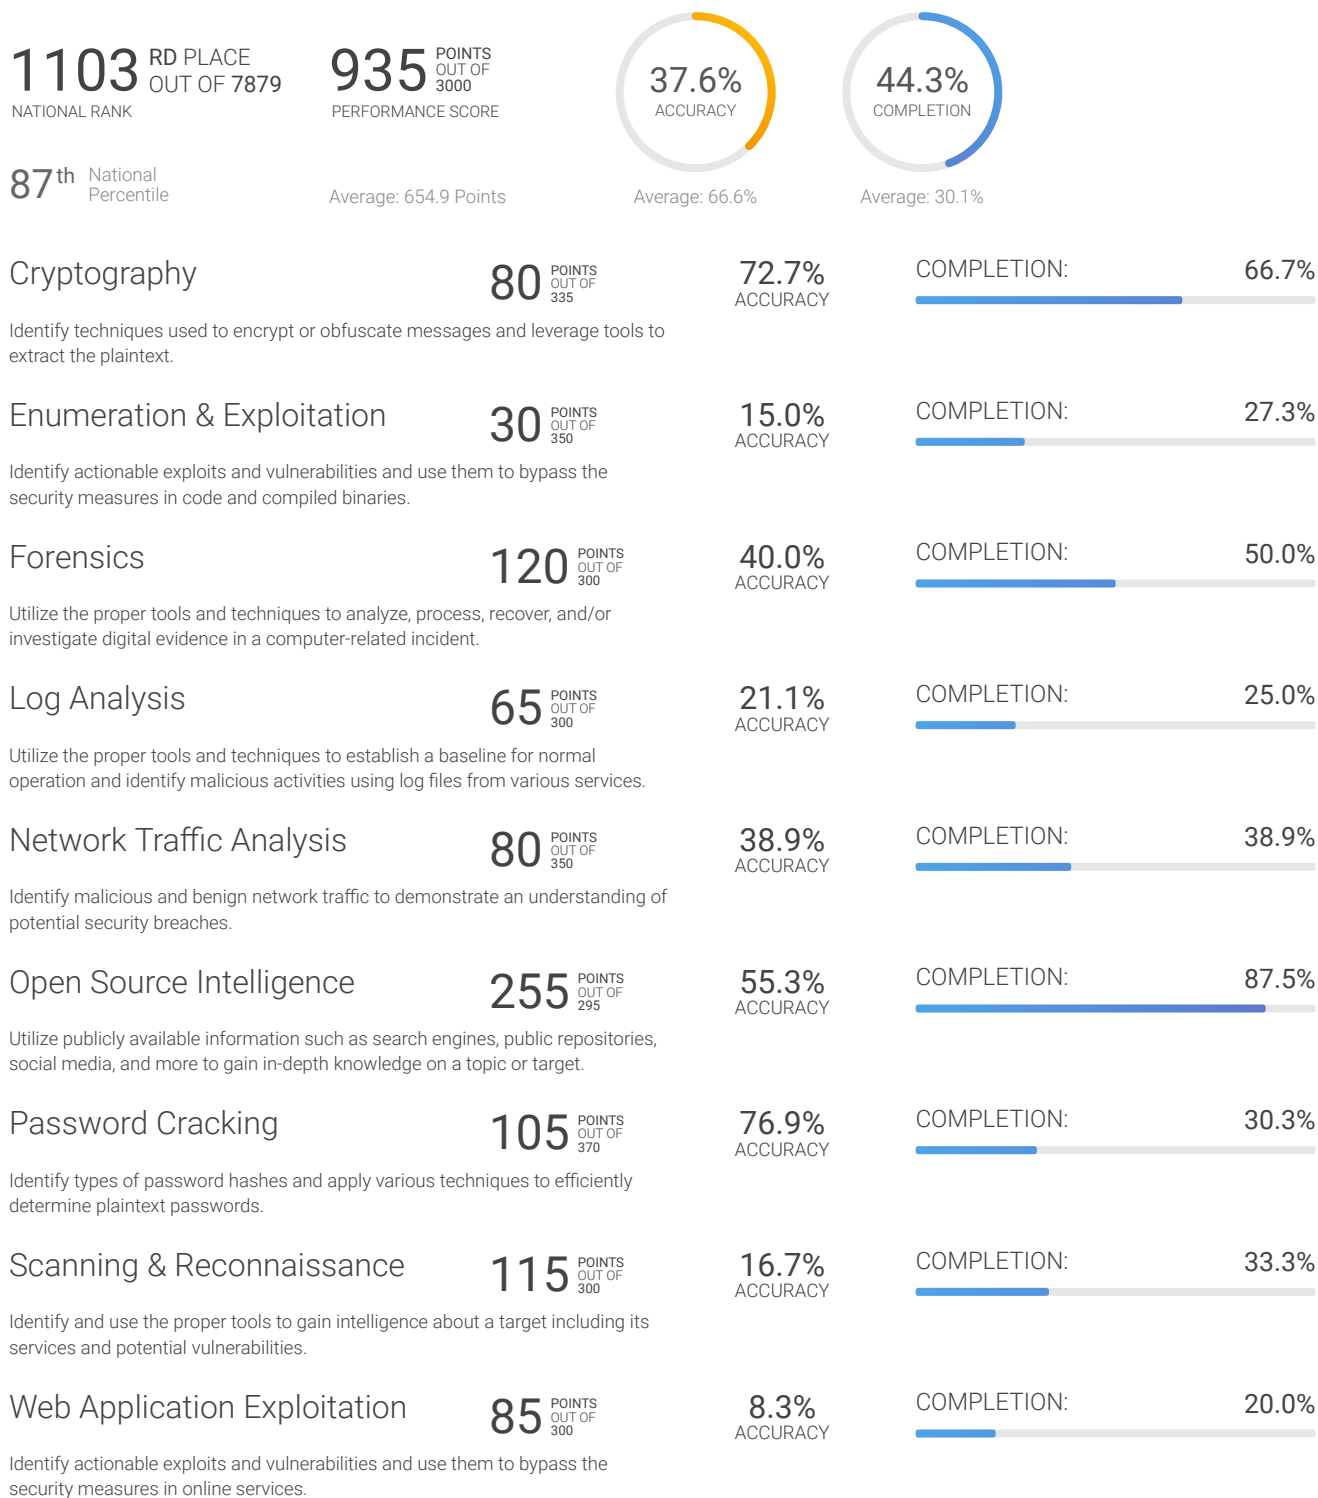 1103 RD PLACE
OUT OF 7879
NATIONAL RANK
935 POINTS
OUT OF
3000
PERFORMANCE SCORE
37.6%
ACCURACY
44.3%
COMPLETION
87th National
Percentile
Average: 654.9 Points
Average: 66.6%
Average: 30.1%
Cryptography
80 POINTS
OUT OF
335
72.7%
ACCURACY
COMPLETION: 66.7%
Identify techniques used to encrypt or obfuscate messages and leverage tools to
extract the plaintext.
Enumeration & Exploitation
30 POINTS
OUT OF
350
15.0%
ACCURACY
COMPLETION: 27.3%
Identify actionable exploits and vulnerabilities and use them to bypass the
security measures in code and compiled binaries.
Forensics
120 POINTS
OUT OF
300
40.0%
ACCURACY
COMPLETION: 50.0%
Utilize the proper tools and techniques to analyze, process, recover, and/or
investigate digital evidence in a computer-related incident.
Log Analysis
65 POINTS
OUT OF
300
21.1%
ACCURACY
COMPLETION: 25.0%
Utilize the proper tools and techniques to establish a baseline for normal
operation and identify malicious activities using log files from various services.
Network Traffic Analysis
80 POINTS
OUT OF
350
38.9%
ACCURACY
COMPLETION: 38.9%
Identify malicious and benign network traffic to demonstrate an understanding of
potential security breaches.
Open Source Intelligence
255 POINTS
OUT OF
295
55.3%
ACCURACY
COMPLETION: 87.5%
Utilize publicly available information such as search engines, public repositories,
social media, and more to gain in-depth knowledge on a topic or target.
Password Cracking
105 POINTS
OUT OF
370
76.9%
ACCURACY
COMPLETION: 30.3%
Identify types of password hashes and apply various techniques to efficiently
determine plaintext passwords.
Scanning & Reconnaissance
115 POINTS
OUT OF
300
16.7%
ACCURACY
COMPLETION: 33.3%
Identify and use the proper tools to gain intelligence about a target including its
services and potential vulnerabilities.
Web Application Exploitation
85 POINTS
OUT OF
300
8.3%
ACCURACY
COMPLETION: 20.0%
Identify actionable exploits and vulnerabilities and use them to bypass the
security measures in online services.